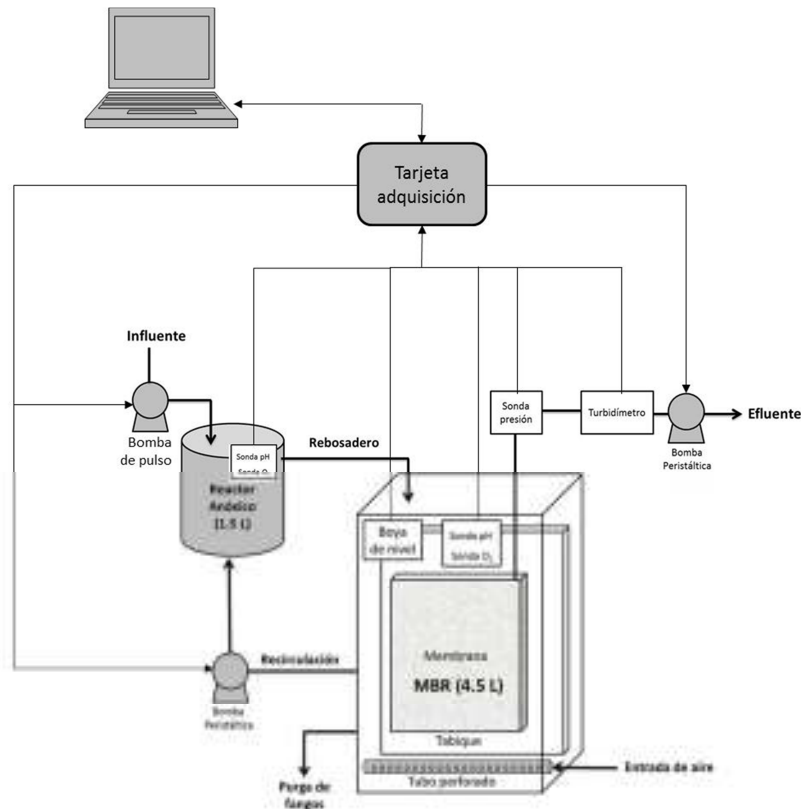 Tarjeta
adquisición
Influente
Bomba
de pulso
Sonda pH
Sonda O₂
Reactor
Anóxico
(1.5 L)
Rebosadero
Sonda
presión
Turbidímetro
Bomba
Peristáltica
Efluente
Boya
de nivel
Sonda pH
Sonda O₂
Membrana
MBR (4.5 L)
Tabique
Recirculación
Bomba
Peristáltica
Purga de
fangos
Tubo perforado
Entrada de aire